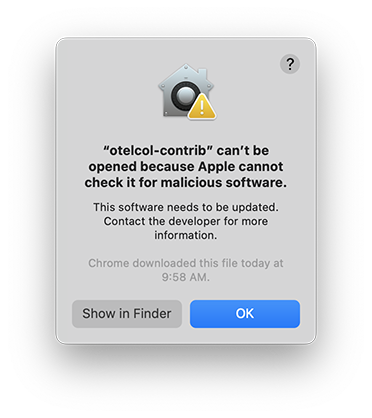 ?
“otelcol-contrib” can’t be
opened because Apple cannot
check it for malicious software.
This software needs to be updated.
Contact the developer for more
information.
Chrome downloaded this file today at
9:58 AM.
Show in Finder
OK